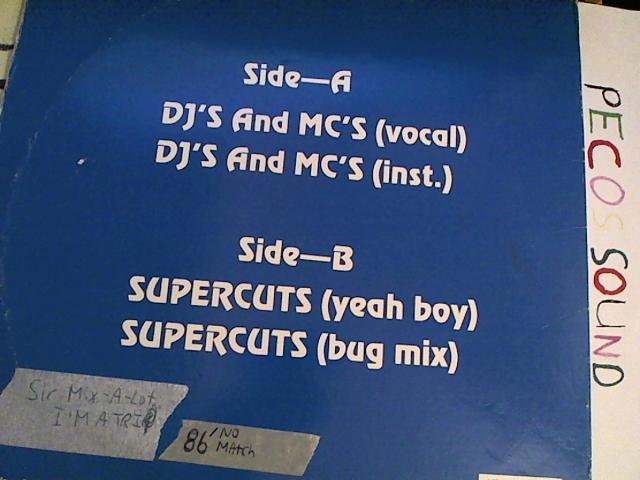 Side—A
DJ'S And MC'S (vocal)
DJ'S And MC'S (inst.)
Side—B
SUPERCUTS (yeah boy)
SUPERCUTS (bug mix)
Sir Mix-A-Lot
I'M A TRIP
86' NO
MAtch
PECOS SOUND